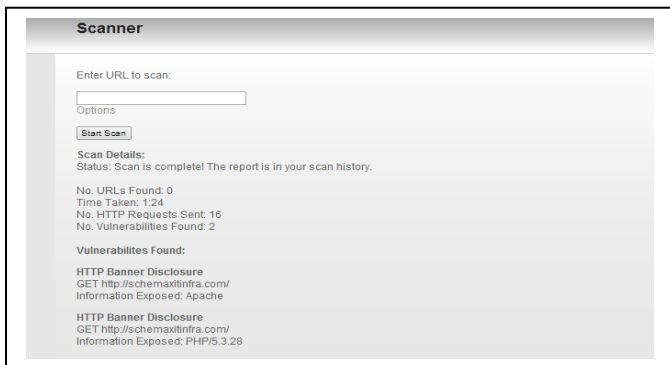 Scanner
Enter URL to scan:
Options
Start Scan
Scan Details:
Status: Scan is complete! The report is in your scan history.
No. URLs Found: 0
Time Taken: 1:24
No. HTTP Requests Sent: 16
No. Vulnerabilities Found: 2
Vulnerabilites Found:
HTTP Banner Disclosure
GET http://schemaxitinfra.com/
Information Exposed: Apache
HTTP Banner Disclosure
GET http://schemaxitinfra.com/
Information Exposed: PHP/5.3.28